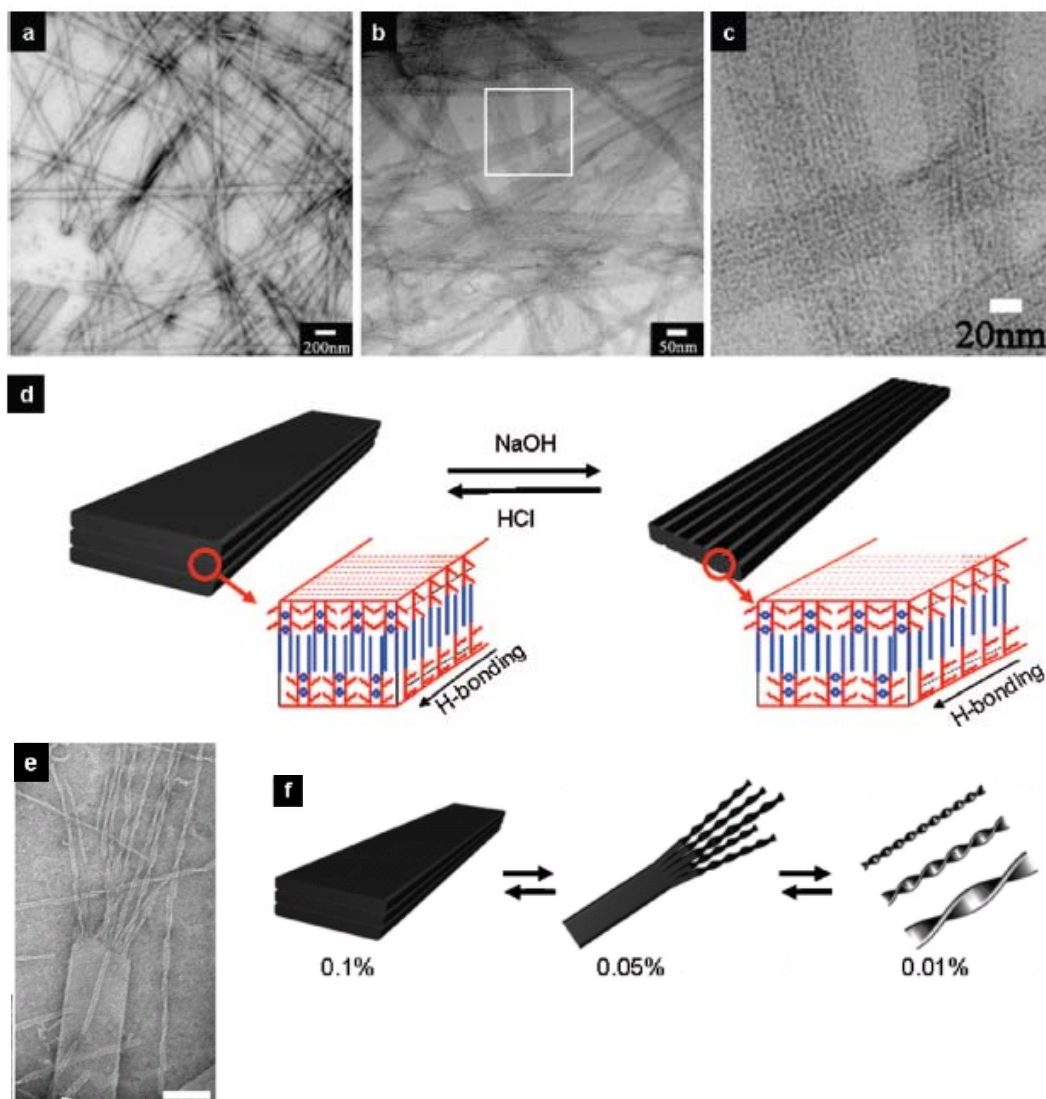 a
b
c
200nm
50nm
20nm
d
NaOH
HCl
H-bonding
H-bonding
e
f
0.1%
0.05%
0.01%